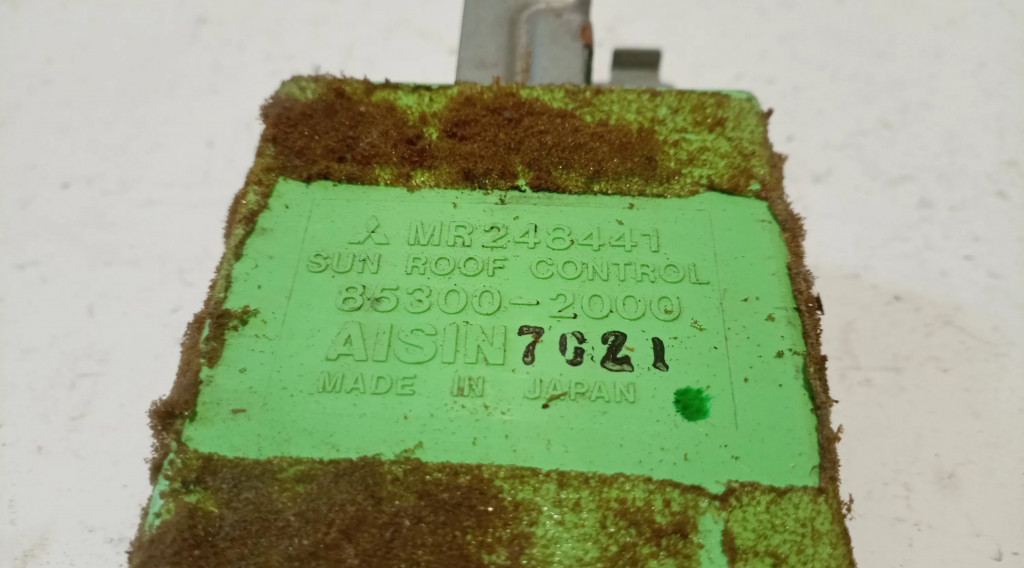 MR248441
SUN ROOF CONTROL
85300-2000
AISIN 7G21
MADE IN JAPAN